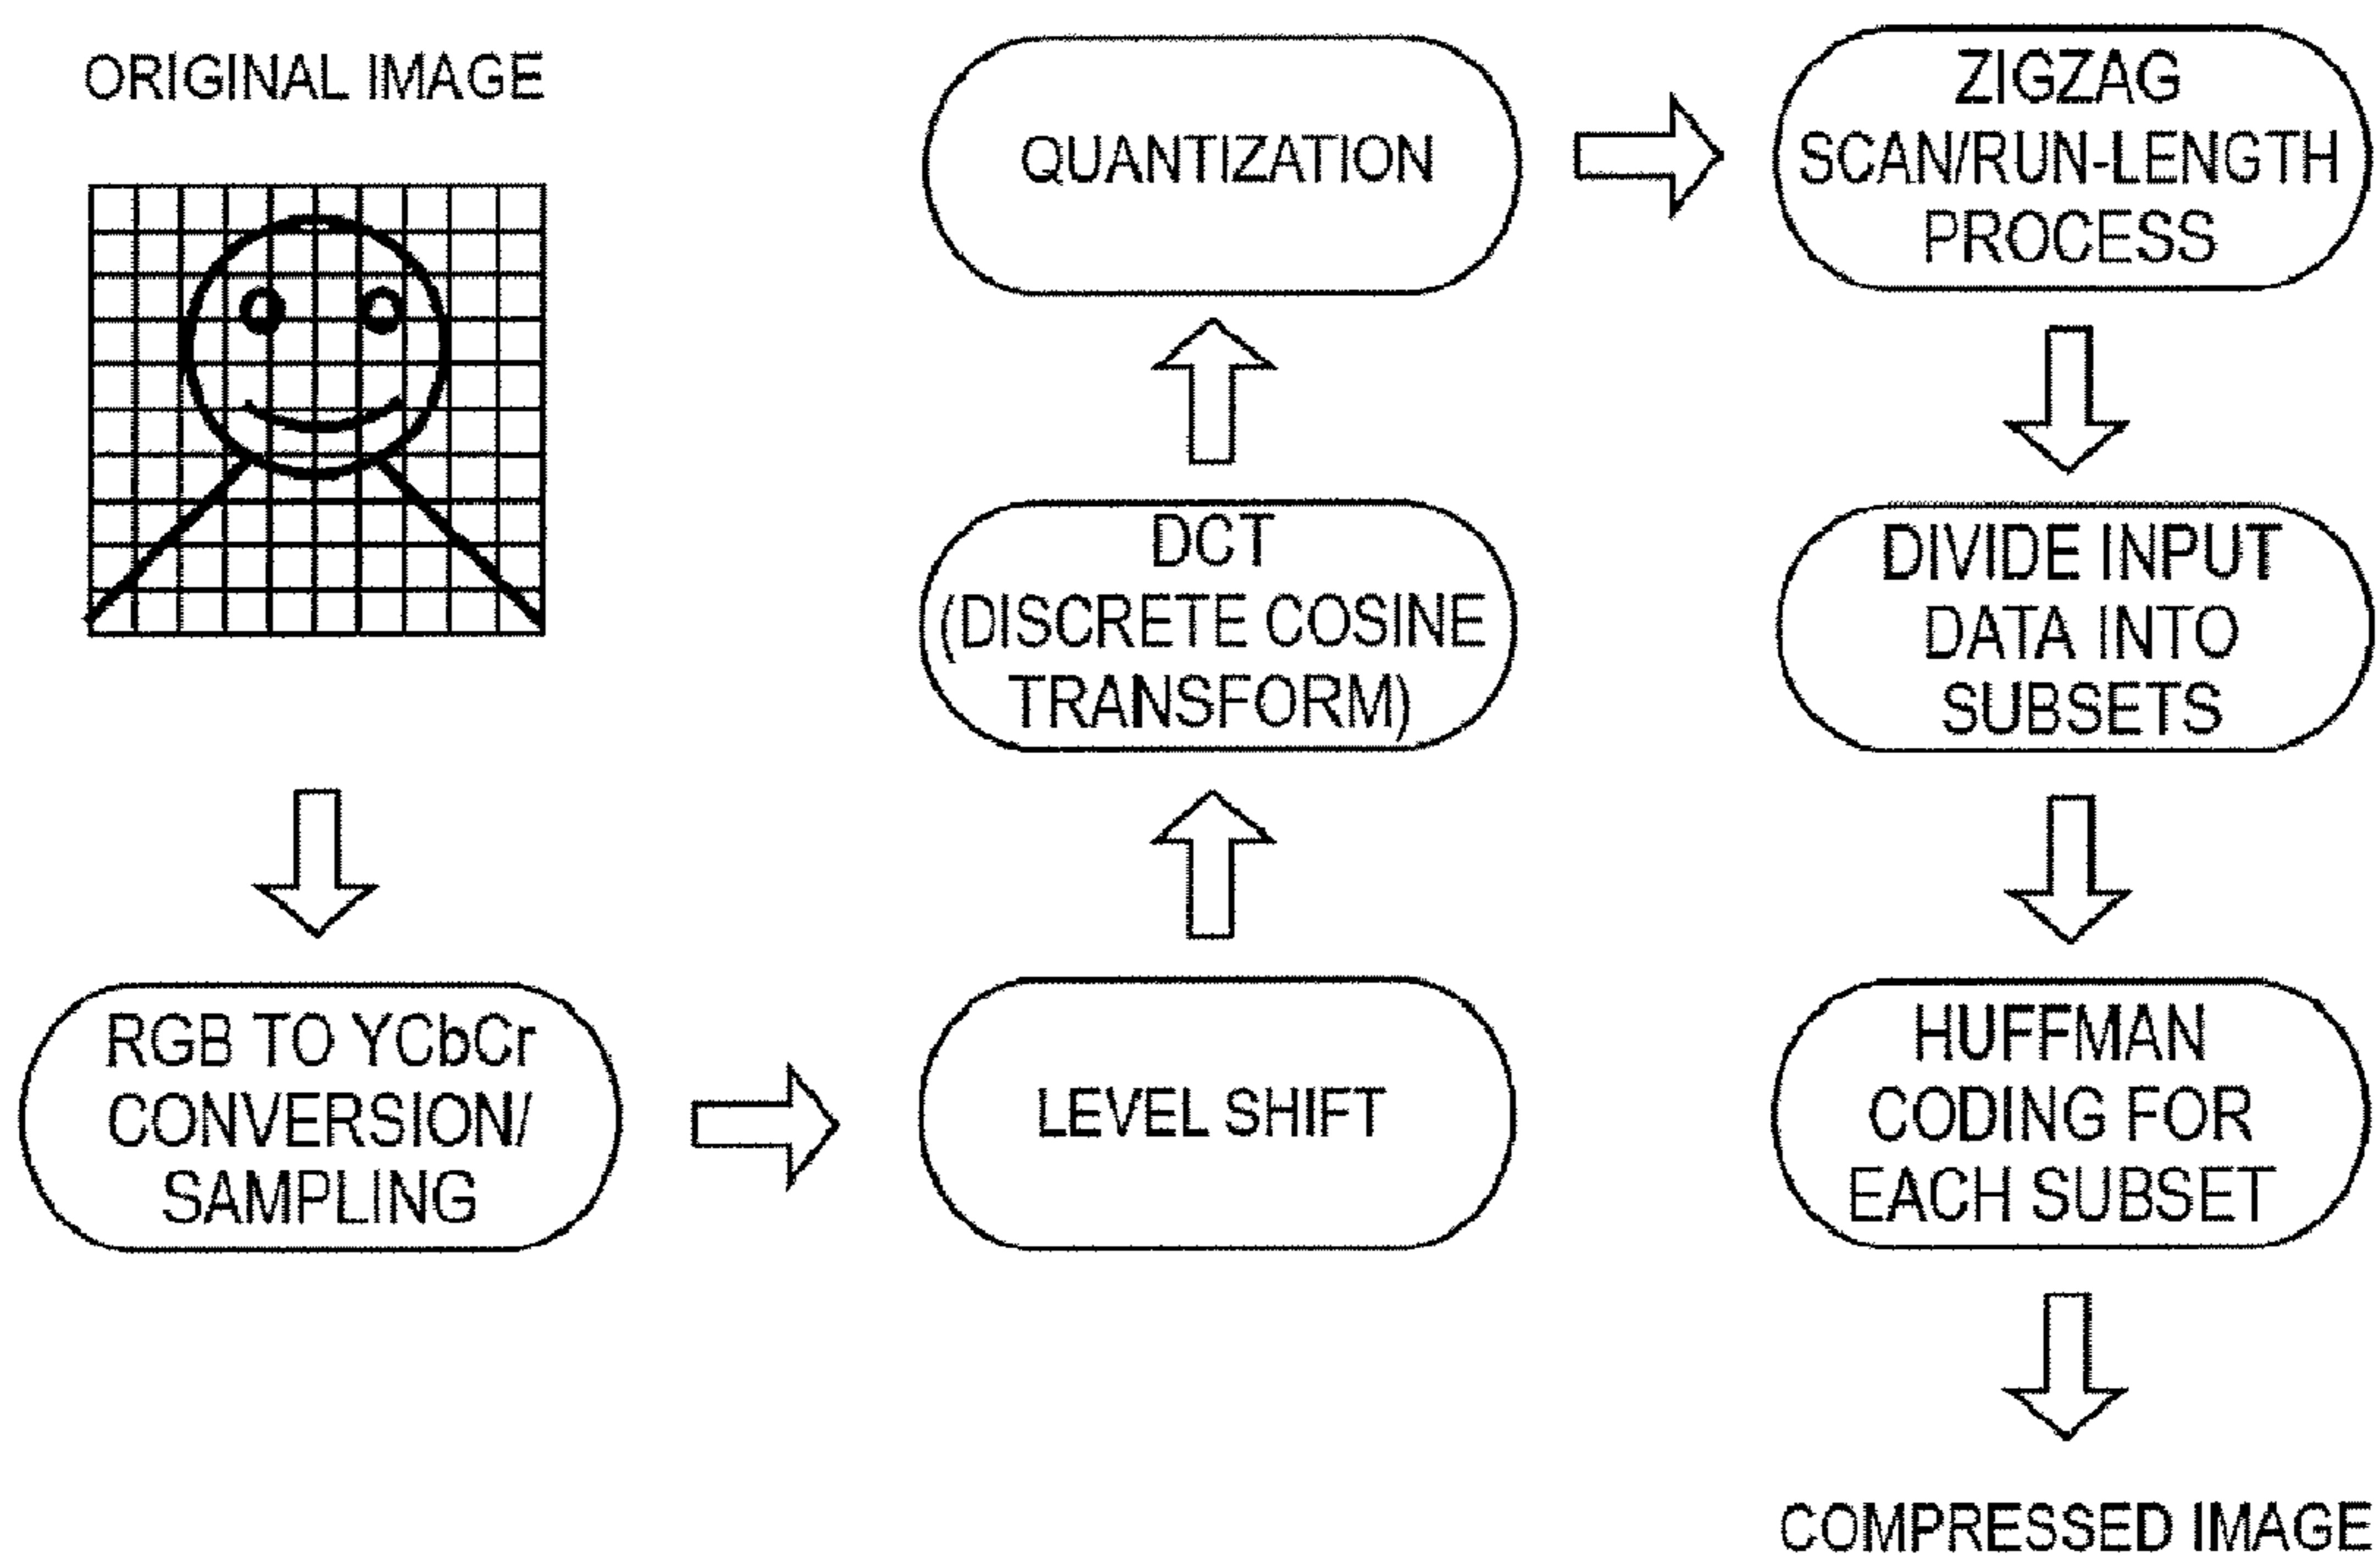 ORIGINAL IMAGE
RGB TO YCbCr
CONVERSION/
SAMPLING
LEVEL SHIFT
DCT
(DISCRETE COSINE
TRANSFORM)
QUANTIZATION
ZIGZAG
SCAN/RUN-LENGTH
PROCESS
DIVIDE INPUT
DATA INTO
SUBSETS
HUFFMAN
CODING FOR
EACH SUBSET
COMPRESSED IMAGE